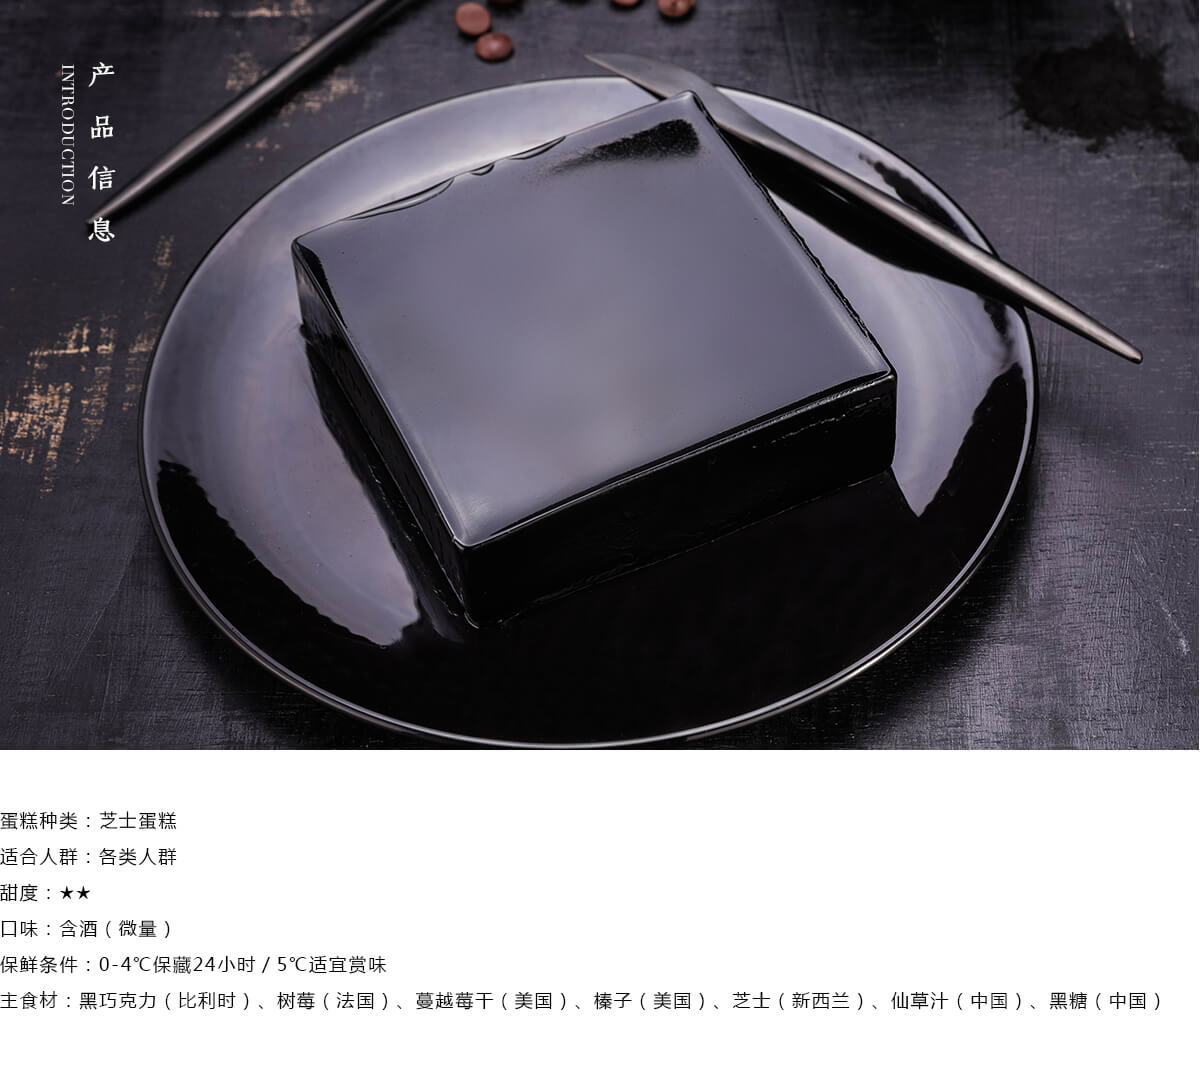 产品信息
INTRODUCTION
蛋糕种类：芝士蛋糕
适合人群：各类人群
甜度：★★
口味：含酒（微量）
保鲜条件：0-4℃保藏24小时 / 5℃适宜赏味
主食材：黑巧克力（比利时）、树莓（法国）、蔓越莓干（美国）、榛子（美国）、芝士（新西兰）、仙草汁（中国）、黑糖（中国）